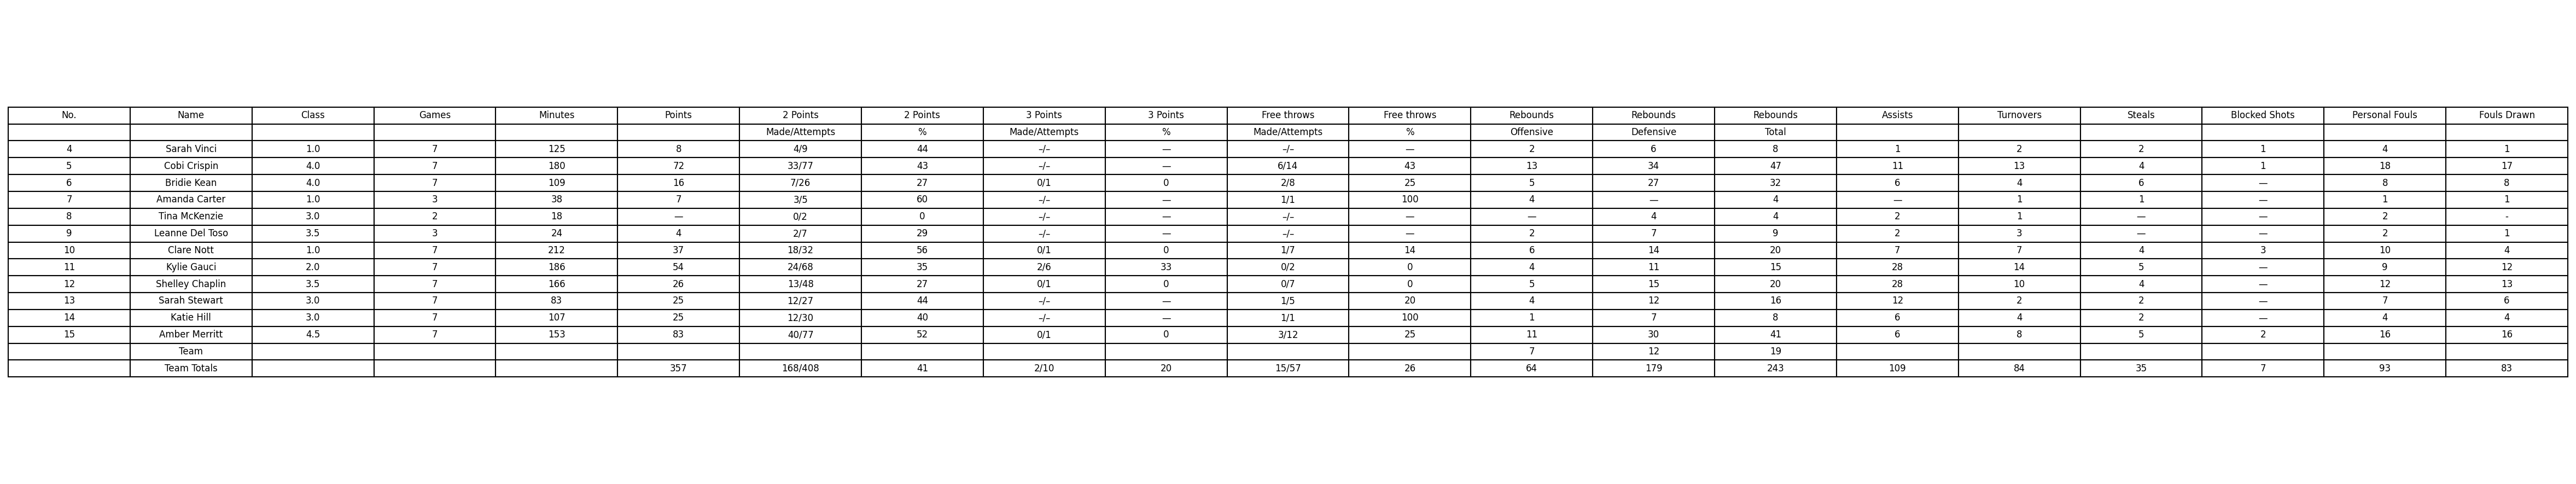 No. Name Class Games Minutes Points 2 Points 2 Points 3 Points 3 Points Free throws Free throws Rebounds Rebounds Rebounds Assists Turnovers Steals Blocked Shots Personal Fouls Fouls Drawn
Made/Attempts % Made/Attempts % Made/Attempts % Offensive Defensive Total
4 Sarah Vinci 1.0 7 125 8 4/9 44 –/– — –/– — 2 6 8 1 2 2 1 4 1
5 Cobi Crispin 4.0 7 180 72 33/77 43 –/– — 6/14 43 13 34 47 11 13 4 1 18 17
6 Bridie Kean 4.0 7 109 16 7/26 27 0/1 0 2/8 25 5 27 32 6 4 6 — 8 8
7 Amanda Carter 1.0 3 38 7 3/5 60 –/– — 1/1 100 4 — 4 — 1 1 — 1 1
8 Tina McKenzie 3.0 2 18 — 0/2 0 –/– — –/– — — 4 4 2 1 — — 2 -
9 Leanne Del Toso 3.5 3 24 4 2/7 29 –/– — –/– — 2 7 9 2 3 — — 2 1
10 Clare Nott 1.0 7 212 37 18/32 56 0/1 0 1/7 14 6 14 20 7 7 4 3 10 4
11 Kylie Gauci 2.0 7 186 54 24/68 35 2/6 33 0/2 0 4 11 15 28 14 5 — 9 12
12 Shelley Chaplin 3.5 7 166 26 13/48 27 0/1 0 0/7 0 5 15 20 28 10 4 — 12 13
13 Sarah Stewart 3.0 7 83 25 12/27 44 –/– — 1/5 20 4 12 16 12 2 2 — 7 6
14 Katie Hill 3.0 7 107 25 12/30 40 –/– — 1/1 100 1 7 8 6 4 2 — 4 4
15 Amber Merritt 4.5 7 153 83 40/77 52 0/1 0 3/12 25 11 30 41 6 8 5 2 16 16
Team 7 12 19
Team Totals 357 168/408 41 2/10 20 15/57 26 64 179 243 109 84 35 7 93 83